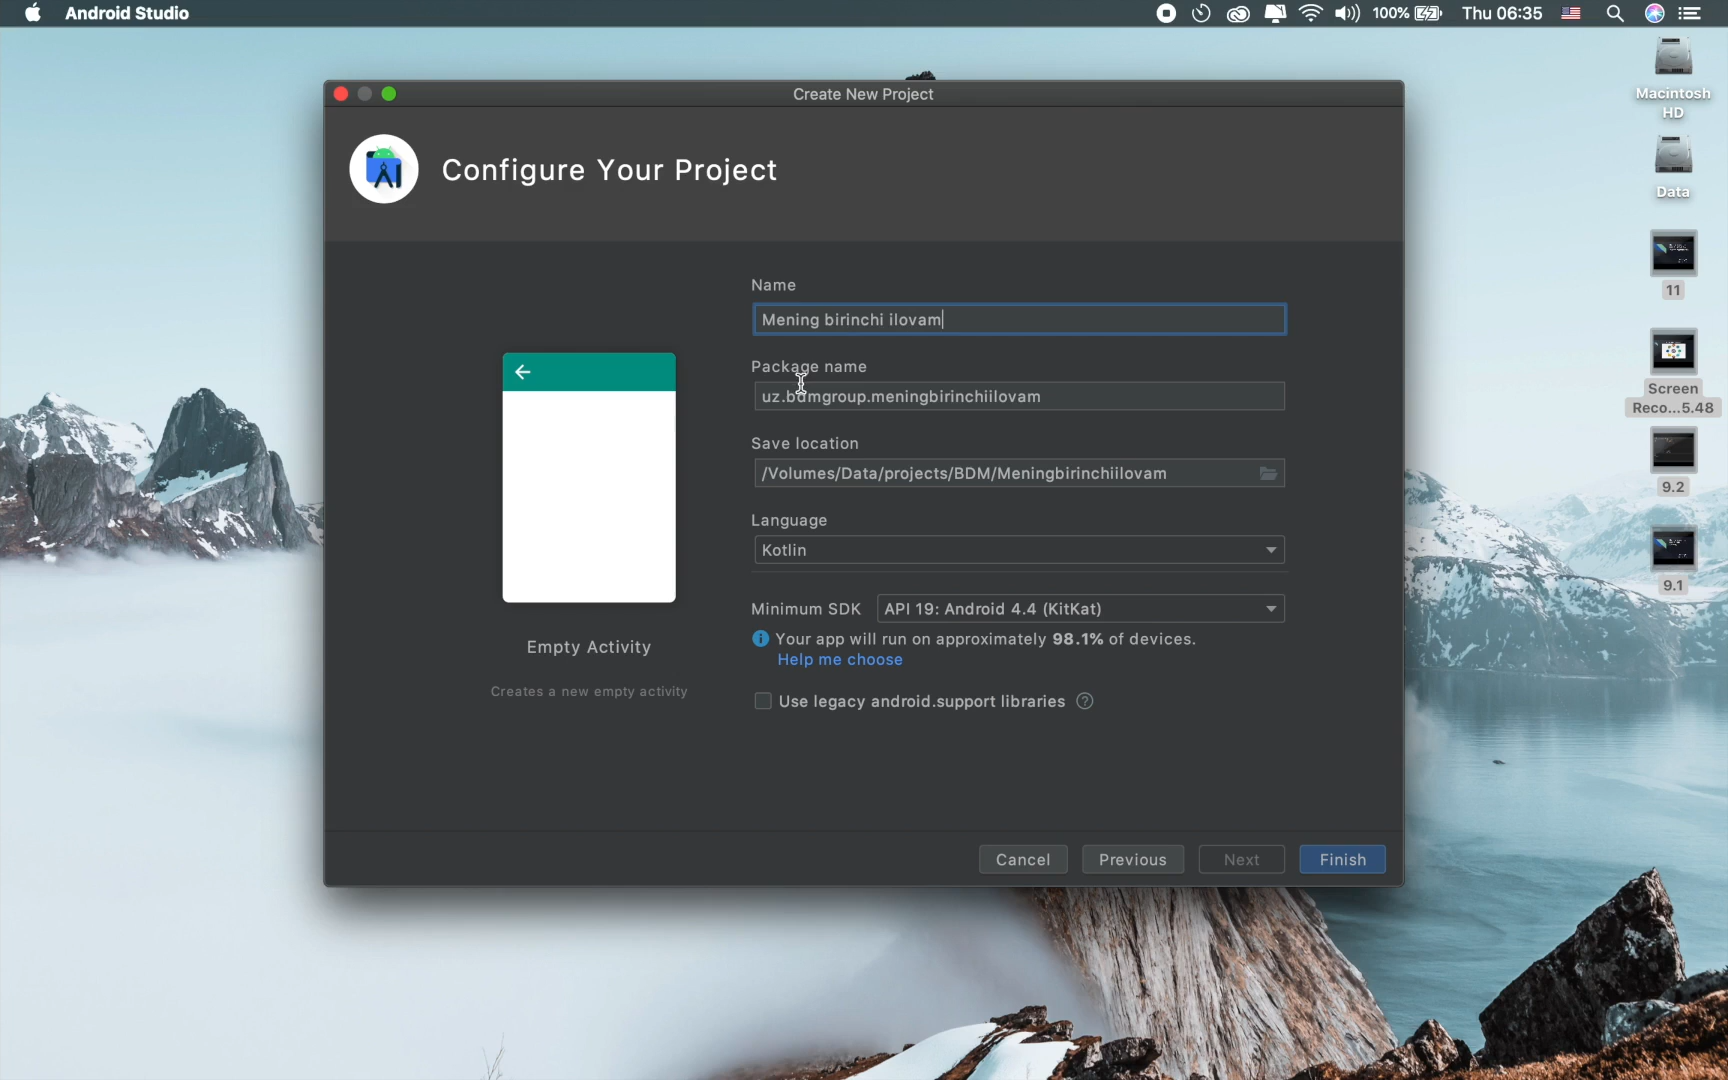 Android Studio
100%
Thu 06:35
Create New Project
Configure Your Project
Name
Mening birinchi ilovam
Package name
uz.bdmgroup.meningbirinchiilovam
Save location
/Volumes/Data/projects/BDM/Meningbirinchiilovam
Language
Kotlin
Minimum SDK
API 19: Android 4.4 (KitKat)
Your app will run on approximately 98.1% of devices.
Help me choose
Use legacy android.support libraries
Empty Activity
Creates a new empty activity
Cancel
Previous
Next
Finish
Macintosh
HD
Data
11
Screen
Reco...5.48
9.2
9.1